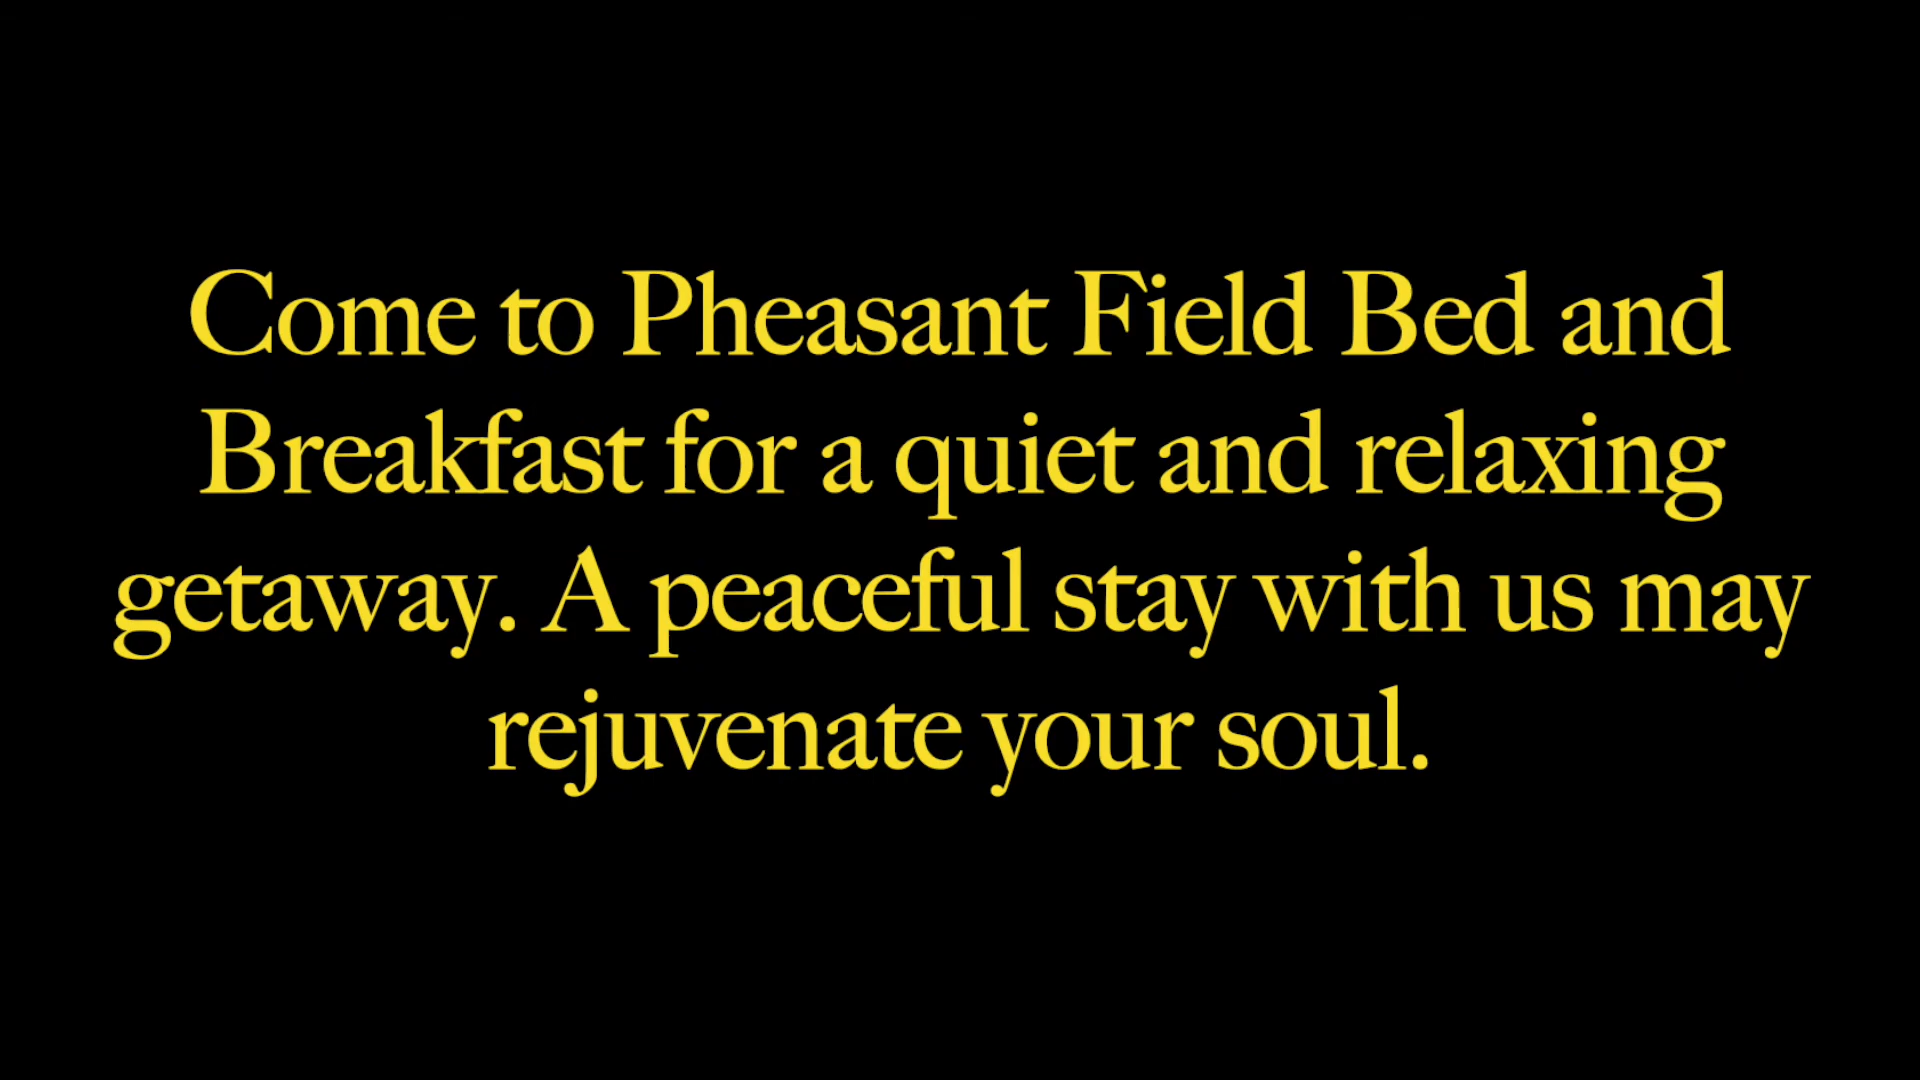 Come to Pheasant Field Bed and
Breakfast for a quiet and relaxing
getaway. A peaceful stay with us may
rejuvenate your soul.